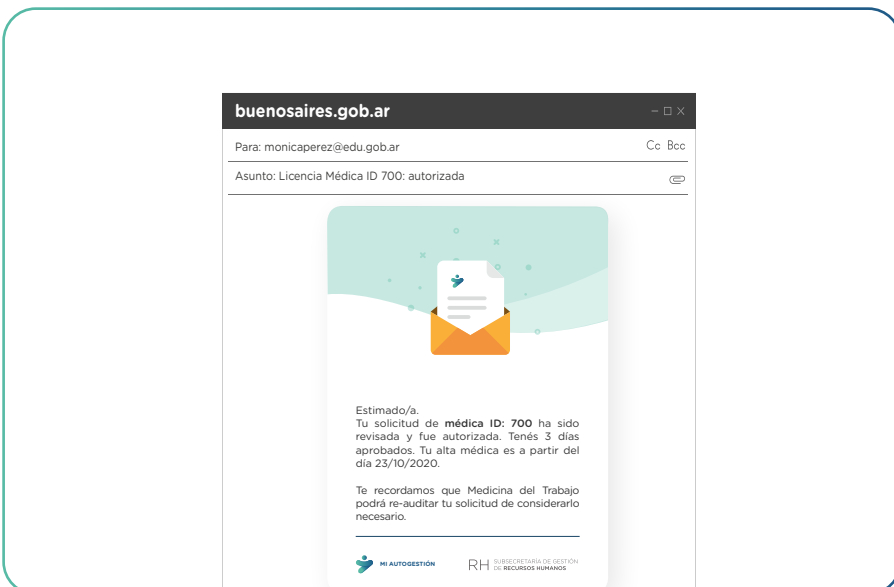 buenosaires.gob.ar
Para: monicaperez@edu.gob.ar
Cc Bcc
Asunto: Licencia Médica ID 700: autorizada
Estimado/a.
Tu solicitud de médica ID: 700 ha sido
revisada y fue autorizada. Tenés 3 días
aprobados. Tu alta médica es a partir del
día 23/10/2020.
Te recordamos que Medicina del Trabajo
podrá re-auditar tu solicitud de considerarlo
necesario.
MI AUTOGESTIÓN
RH SUBSECRETARÍA DE GESTIÓN
DE RECURSOS HUMANOS